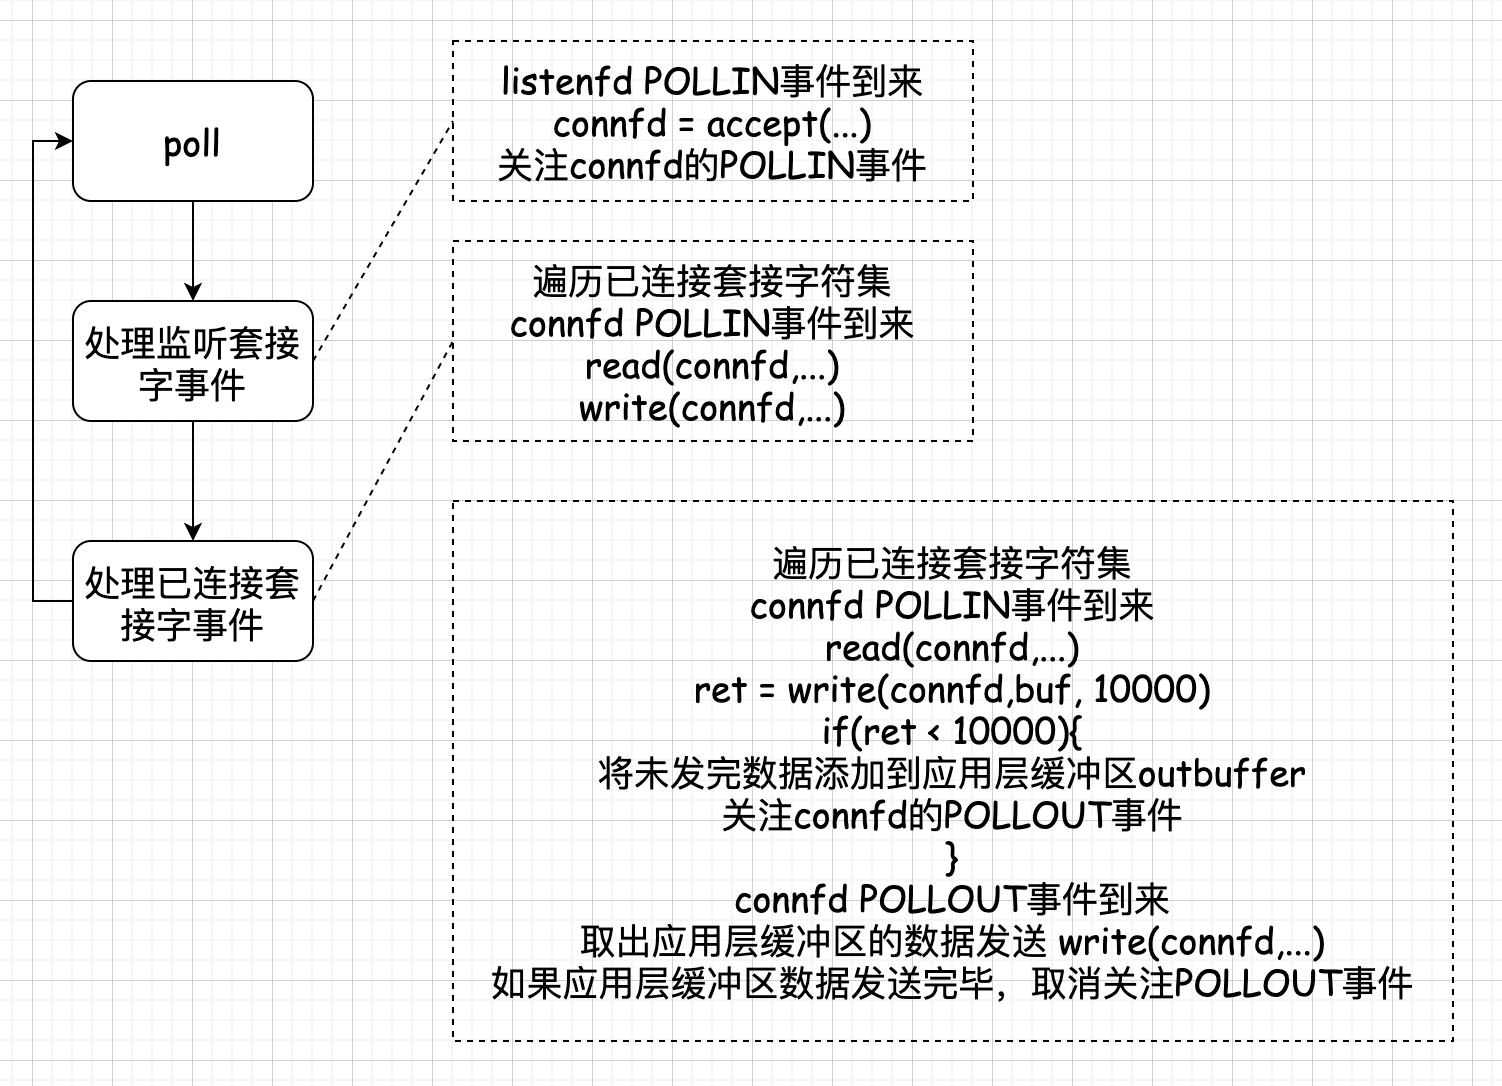 poll
处理监听套接
字事件
处理已连接套
接字事件
listenfd POLLIN事件到来
connfd = accept(...)
关注connfd的POLLIN事件
遍历已连接套接字符集
connfd POLLIN事件到来
read(connfd,...)
write(connfd,...)
遍历已连接套接字符集
connfd POLLIN事件到来
read(connfd,...)
ret = write(connfd,buf, 10000)
if(ret < 10000){
将未发完数据添加到应用层缓冲区outbuffer
关注connfd的POLLOUT事件
}
connfd POLLOUT事件到来
取出应用层缓冲区的数据发送 write(connfd,...)
如果应用层缓冲区数据发送完毕，取消关注POLLOUT事件